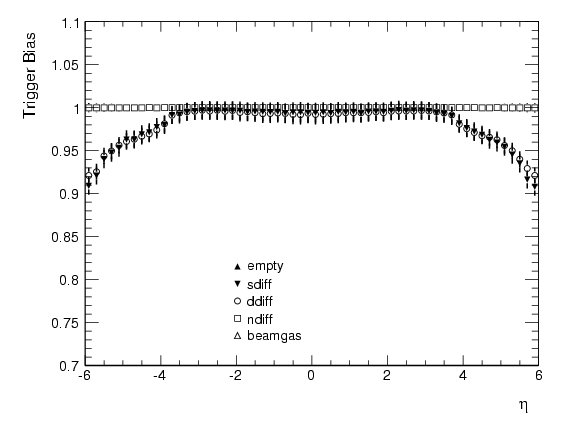 Trigger Bias
1.1
1.05
1
0.95
0.9
0.85
0.8
0.75
0.7
empty
sdiff
ddiff
ndiff
beamgas
-6 -4 -2 0 2 4 6
η